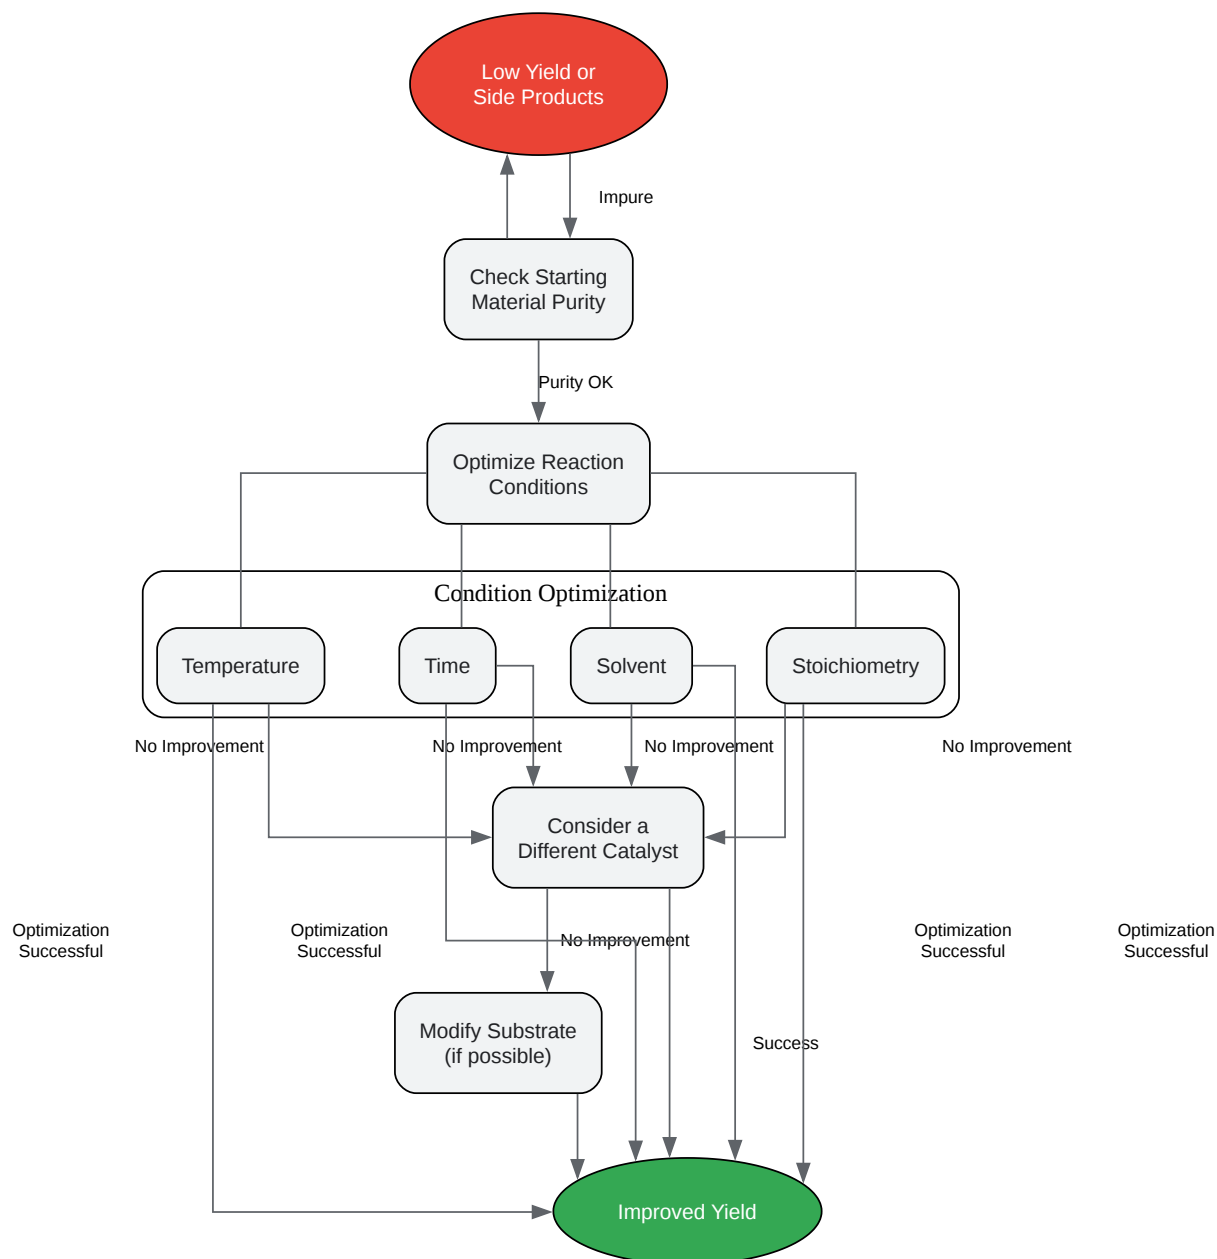 Low Yield or
Side Products
Impure
Check Starting
Material Purity
Purity OK
Optimize Reaction
Conditions
Condition Optimization
Temperature
Time
Solvent
Stoichiometry
No Improvement
No Improvement
No Improvement
No Improvement
Consider a
Different Catalyst
Optimization
Successful
Optimization
Successful
No Improvement
Optimization
Successful
Optimization
Successful
Modify Substrate
(if possible)
Success
Improved Yield